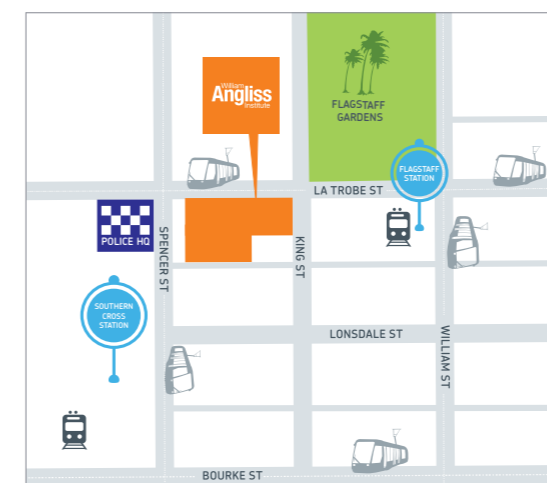 William
Angliss
Institute
FLAGSTAFF
GARDENS
FLAGSTAFF
STATION
LA TROBE ST
POLICE HQ
SPENCER ST
KING ST
SOUTHERN
CROSS
STATION
LONSDALE ST
WILLIAM ST
BOURKE ST